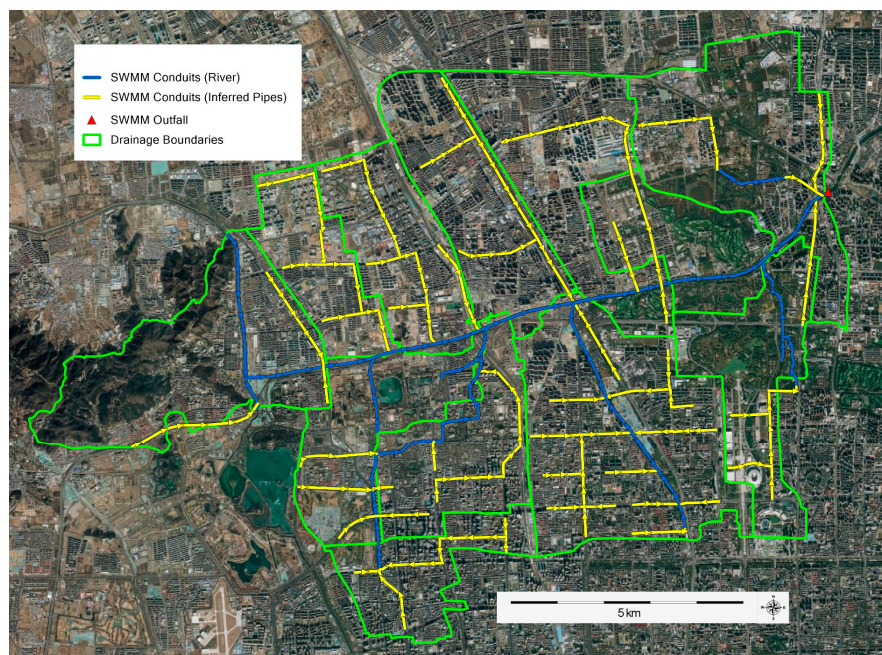 SWMM Conduits (River)
SWMM Conduits (Inferred Pipes)
SWMM Outfall
Drainage Boundaries
N
W E
S
5 km